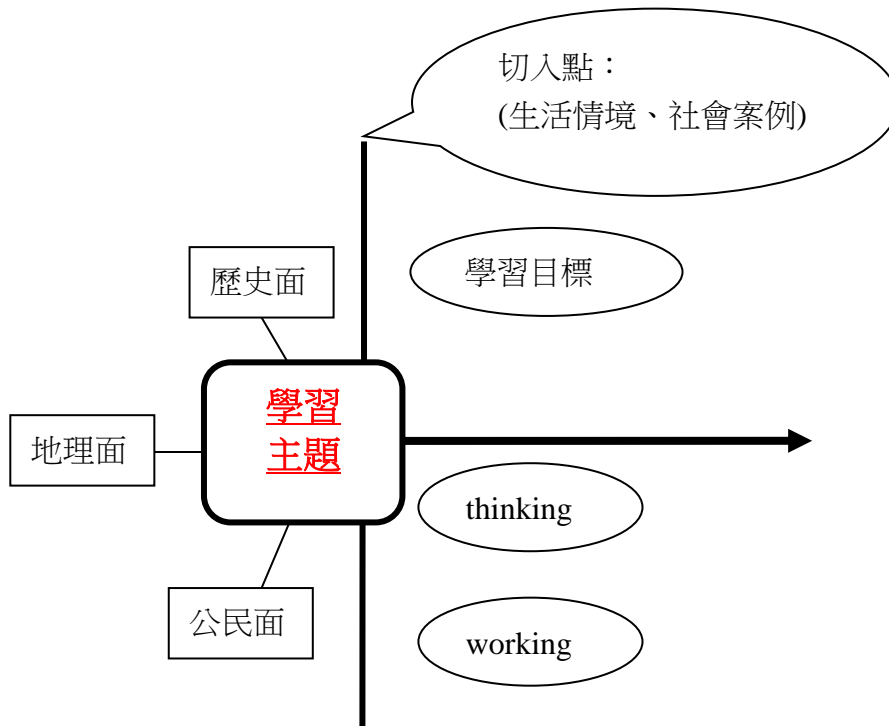 切入點：
(生活情境、社會案例)
學習目標
歷史面
學習
主題
地理面
thinking
公民面
working